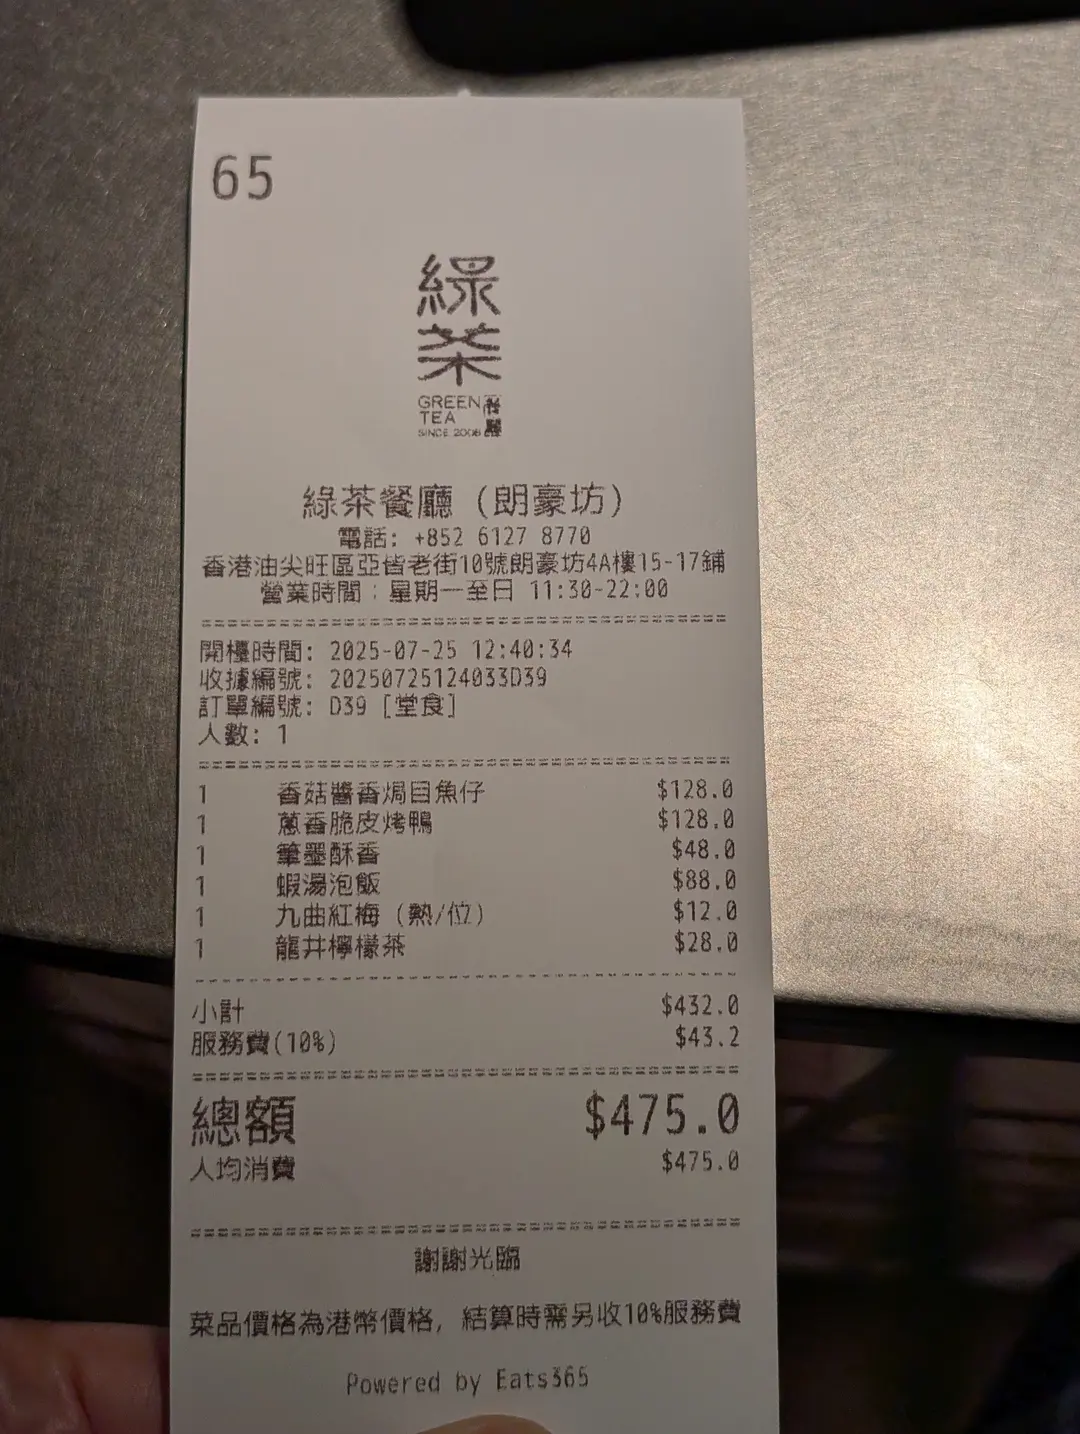 65
綠茶
GREEN
TEA
餐廳
SINCE 2008
綠茶餐廳 (朗豪坊)
電話: +852 6127 8770
香港油尖旺區亞皆老街10號朗豪坊4A樓15-17鋪
營業時間：星期一至日 11:30-22:00
開檯時間: 2025-07-25 12:40:34
收據編號: 20250725124033D39
訂單編號: D39 [堂食]
人數: 1
1 香菇醬香焗目魚仔 $128.0
1 蔥香脆皮烤鴨 $128.0
1 筆墨酥香 $48.0
1 蝦湯泡飯 $88.0
1 九曲紅梅 (熱/位) $12.0
1 龍井檸檬茶 $28.0
小計 $432.0
服務費(10%) $43.2
總額 $475.0
人均消費 $475.0
謝謝光臨
菜品價格為港幣價格, 結算時需另收10%服務費
Powered by Eats365